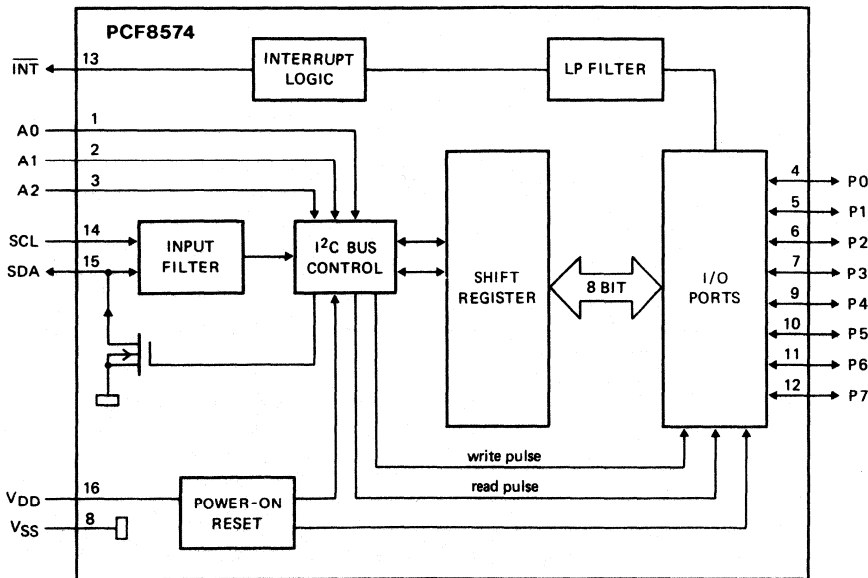 PCF8574
INT
13
INTERRUPT
LOGIC
LP FILTER
A0
1
A1
2
A2
3
SCL
14
SDA
15
INPUT
FILTER
I²C BUS
CONTROL
SHIFT
REGISTER
8 BIT
I/O
PORTS
4
P0
5
P1
6
P2
7
P3
9
P4
10
P5
11
P6
12
P7
write pulse
read pulse
VDD
16
VSS
8
POWER-ON
RESET